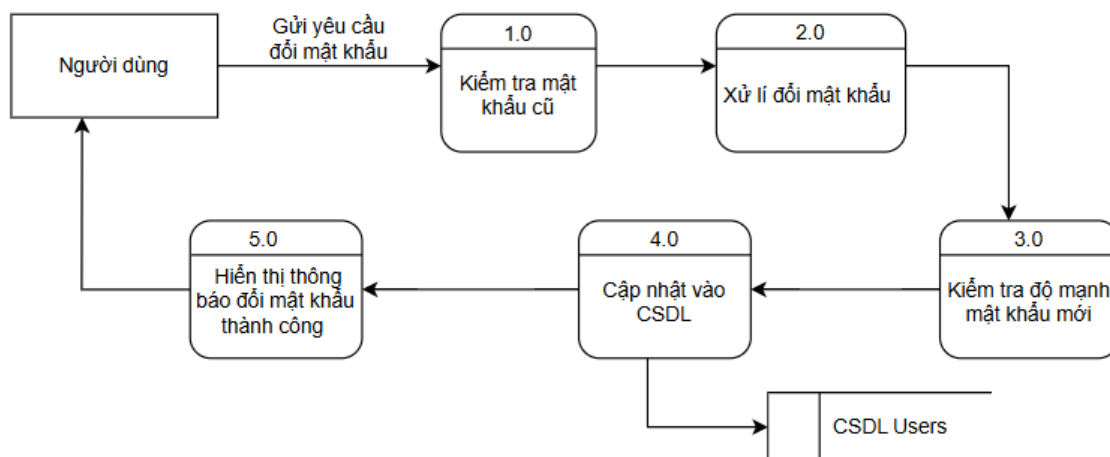 Người dùng
Gửi yêu cầu
đổi mật khẩu
1.0
Kiểm tra mật
khẩu cũ
2.0
Xử lí đổi mật khẩu
5.0
Hiển thị thông
báo đổi mật khẩu
thành công
4.0
Cập nhật vào
CSDL
3.0
Kiểm tra độ mạnh
mật khẩu mới
CSDL Users